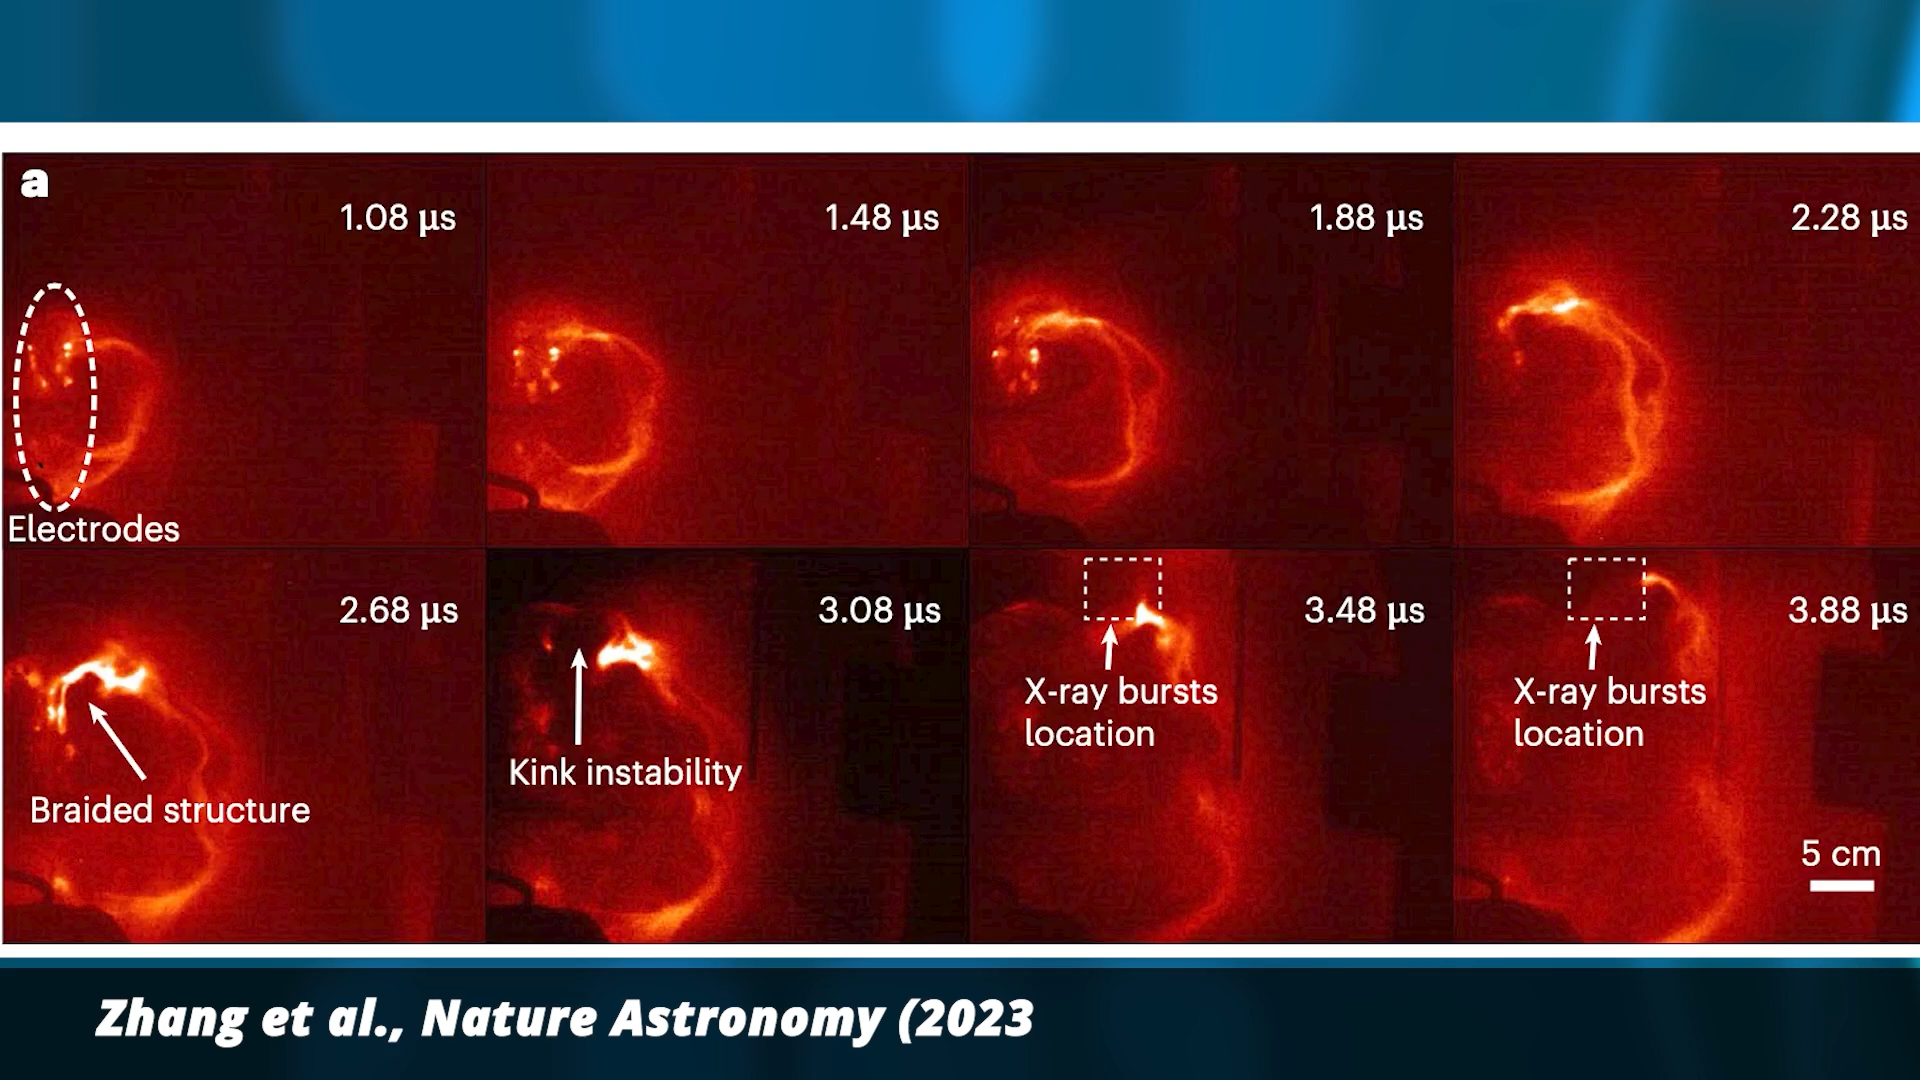 a
1.08 µs
1.48 µs
1.88 µs
2.28 µs
Electrodes
2.68 µs
3.08 µs
3.48 µs
3.88 µs
Braided structure
Kink instability
X-ray bursts
location
X-ray bursts
location
5 cm
Zhang et al., Nature Astronomy (2023